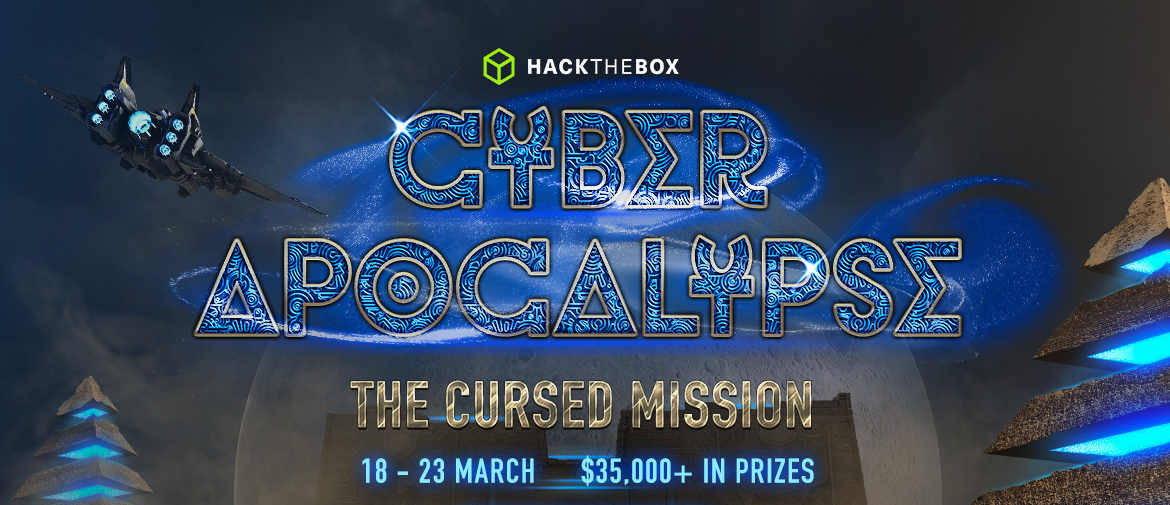 HACKTHEBOX
CYBER
APOCALYPSE
THE CURSED MISSION
18 - 23 MARCH $35,000+ IN PRIZES